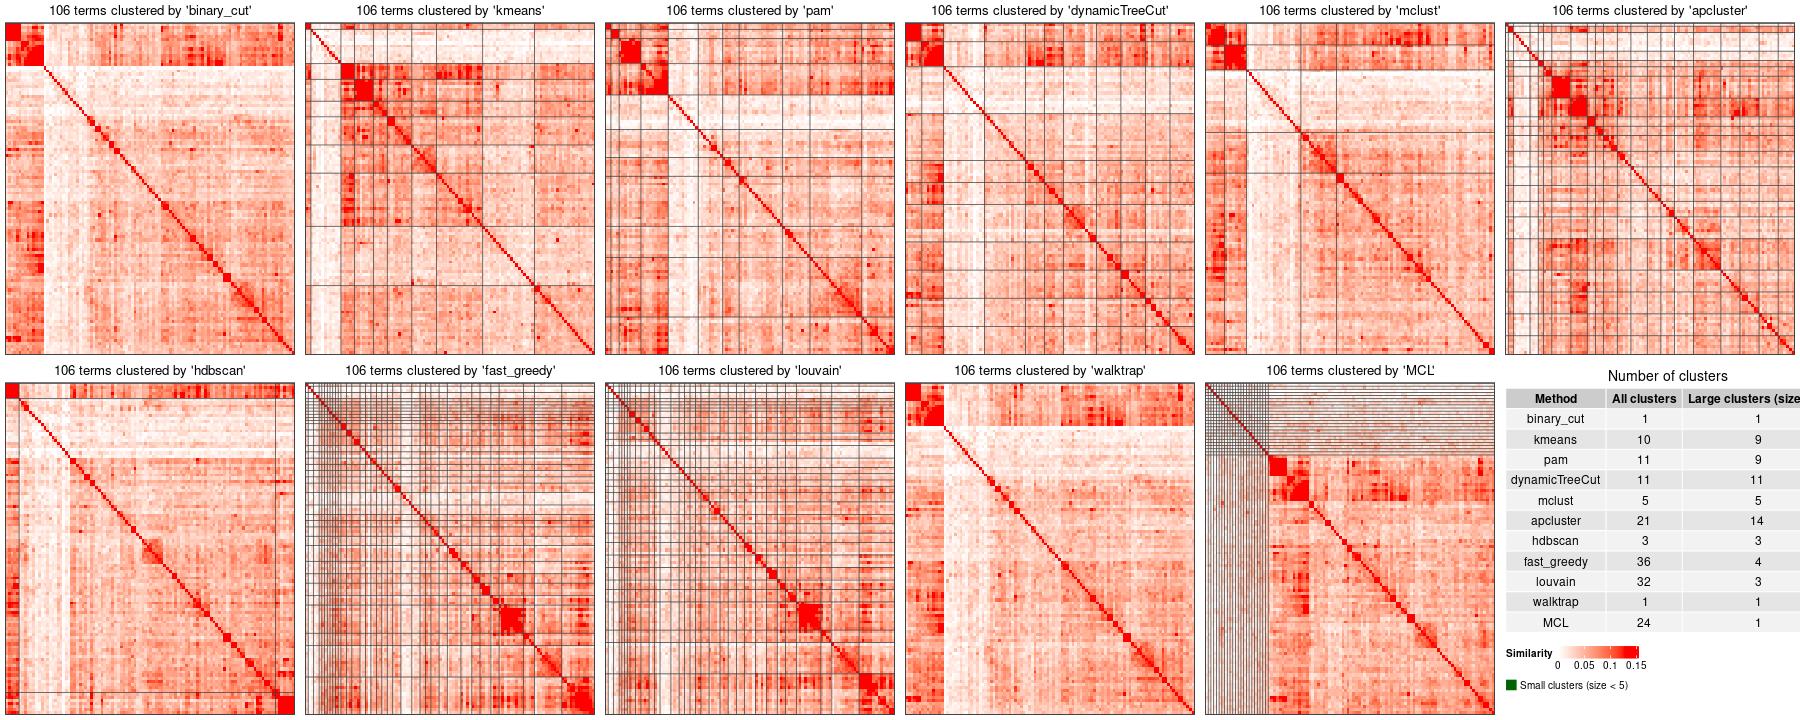 106 terms clustered by 'binary_cut'
106 terms clustered by 'kmeans'
106 terms clustered by 'pam'
106 terms clustered by 'dynamicTreeCut'
106 terms clustered by 'mclust'
106 terms clustered by 'apcluster'
106 terms clustered by 'hdbscan'
106 terms clustered by 'fast_greedy'
106 terms clustered by 'louvain'
106 terms clustered by 'walktrap'
106 terms clustered by 'MCL'
Number of clusters
Method All clusters Large clusters (size
binary_cut 1 1
kmeans 10 9
pam 11 9
dynamicTreeCut 11 11
mclust 5 5
apcluster 21 14
hdbscan 3 3
fast_greedy 36 4
louvain 32 3
walktrap 1 1
MCL 24 1
Similarity
0 0.05 0.1 0.15
Small clusters (size < 5)